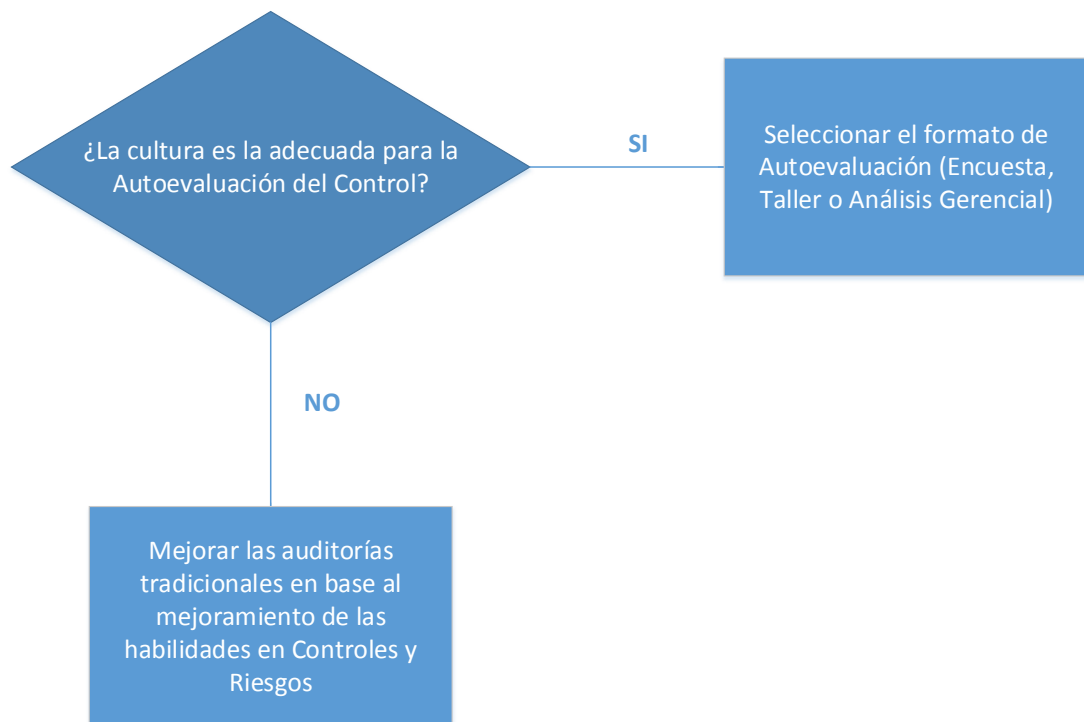 ¿La cultura es la adecuada para la
Autoevaluación del Control?
SI
Seleccionar el formato de
Autoevaluación (Encuesta,
Taller o Análisis Gerencial)
NO
Mejorar las auditorías
tradicionales en base al
mejoramiento de las
habilidades en Controles y
Riesgos